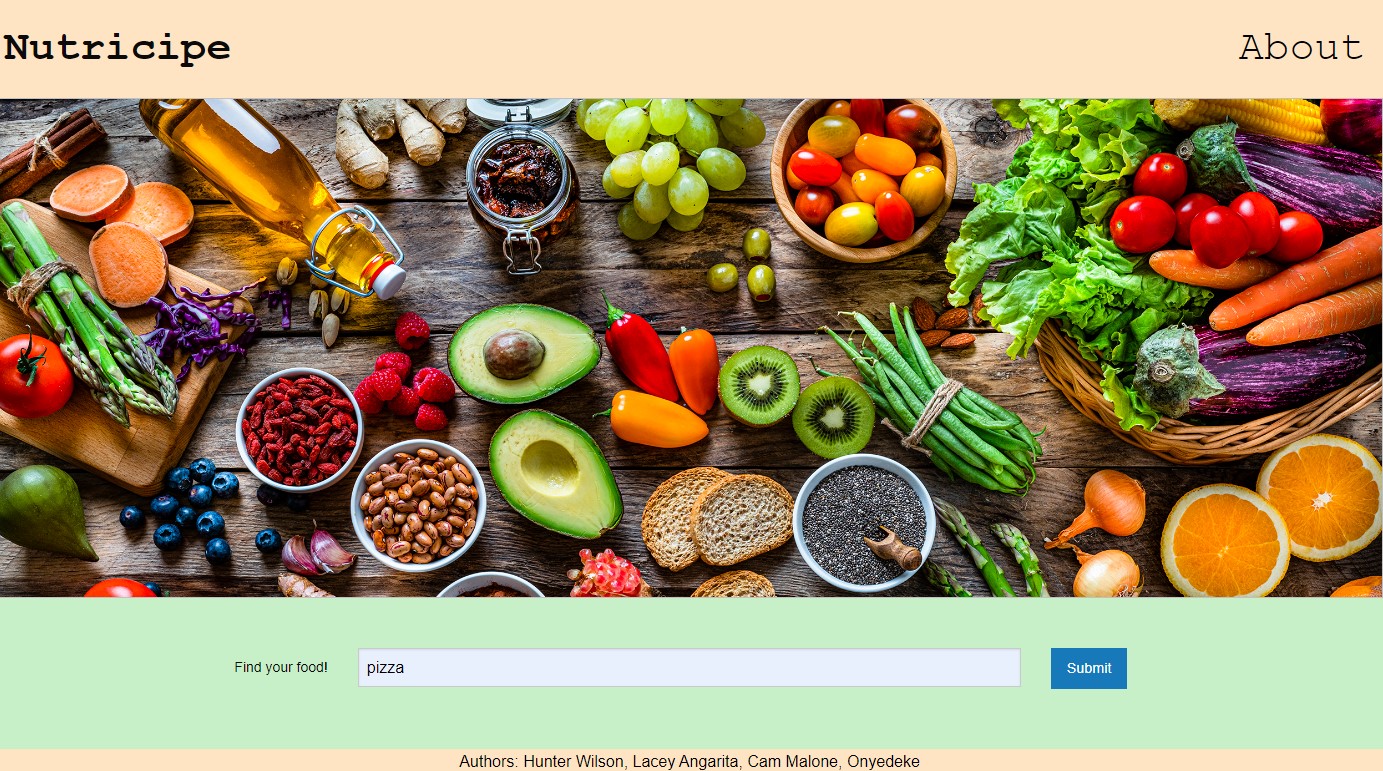 Nutricipe
About
Find your food!
pizza
Submit
Authors: Hunter Wilson, Lacey Angarita, Cam Malone, Onyedeke